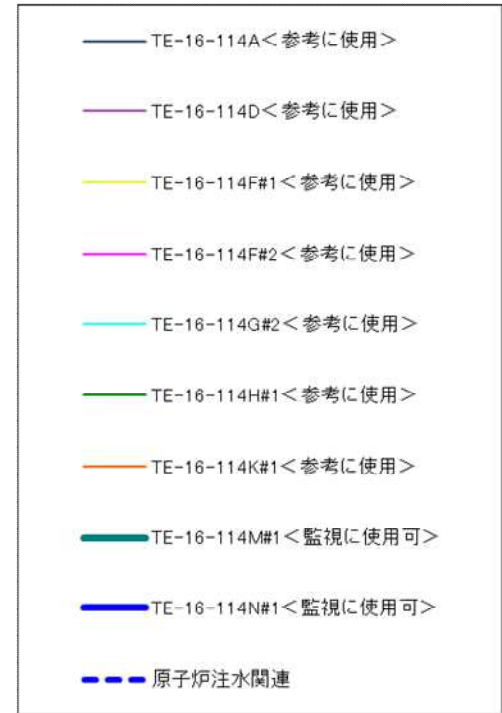 TE-16-114A＜参考に使用＞
TE-16-114D＜参考に使用＞
TE-16-114F#1＜参考に使用＞
TE-16-114F#2＜参考に使用＞
TE-16-114G#2＜参考に使用＞
TE-16-114H#1＜参考に使用＞
TE-16-114K#1＜参考に使用＞
TE-16-114M#1＜監視に使用可＞
TE-16-114N#1＜監視に使用可＞
原子炉注水関連